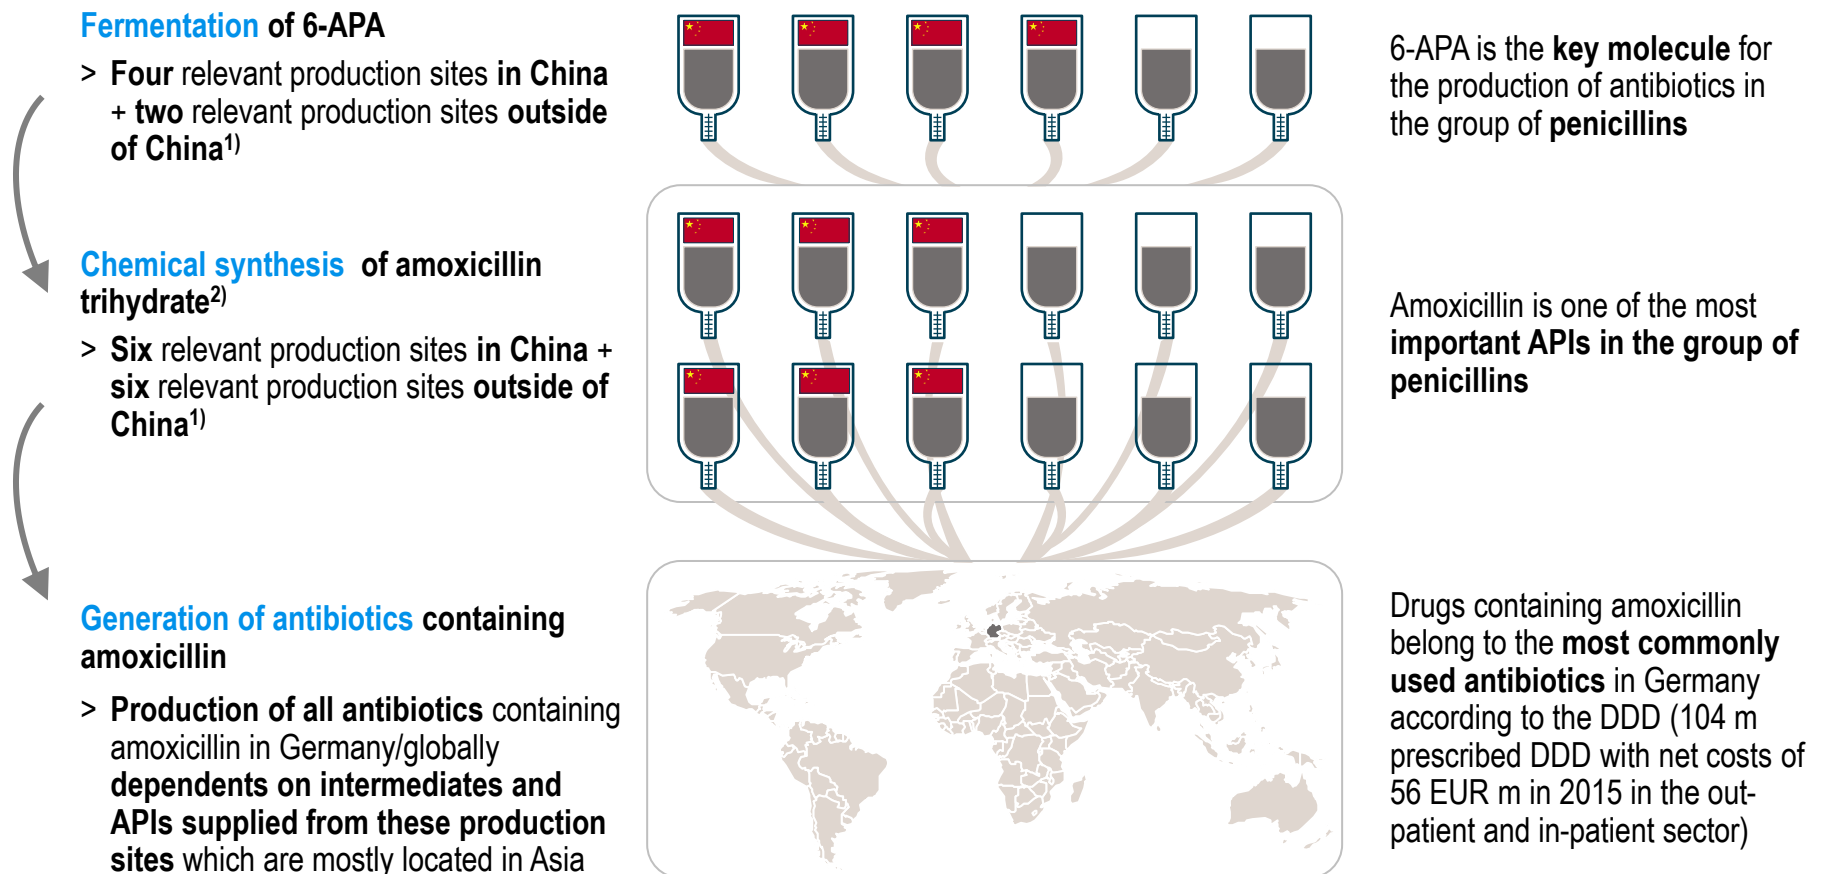 Fermentation of 6-APA
> Four relevant production sites in China
+ two relevant production sites outside
of China1)
6-APA is the key molecule for
the production of antibiotics in
the group of penicillins
Chemical synthesis of amoxicillin
trihydrate2)
> Six relevant production sites in China +
six relevant production sites outside of
China1)
Amoxicillin is one of the most
important APIs in the group of
penicillins
Generation of antibiotics containing
amoxicillin
> Production of all antibiotics containing
amoxicillin in Germany/globally
dependents on intermediates and
APIs supplied from these production
sites which are mostly located in Asia
Drugs containing amoxicillin
belong to the most commonly
used antibiotics in Germany
according to the DDD (104 m
prescribed DDD with net costs of
56 EUR m in 2015 in the out-
patient and in-patient sector)